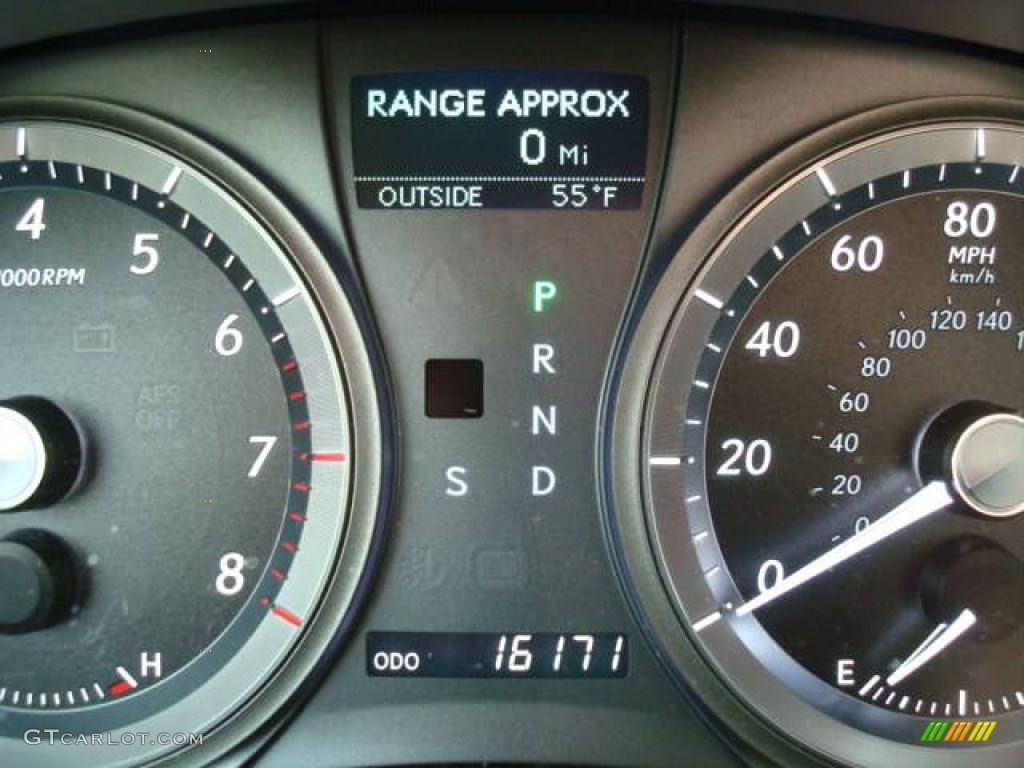 RANGE APPROX
0 Mi
OUTSIDE 55°F
4
5
6
7
8
1000RPM
H
P
R
N
S D
ODO 16171
80
MPH
km/h
60
40
20
0
120 140
100
80
60
40
20
0
E
GTCARLOT.COM